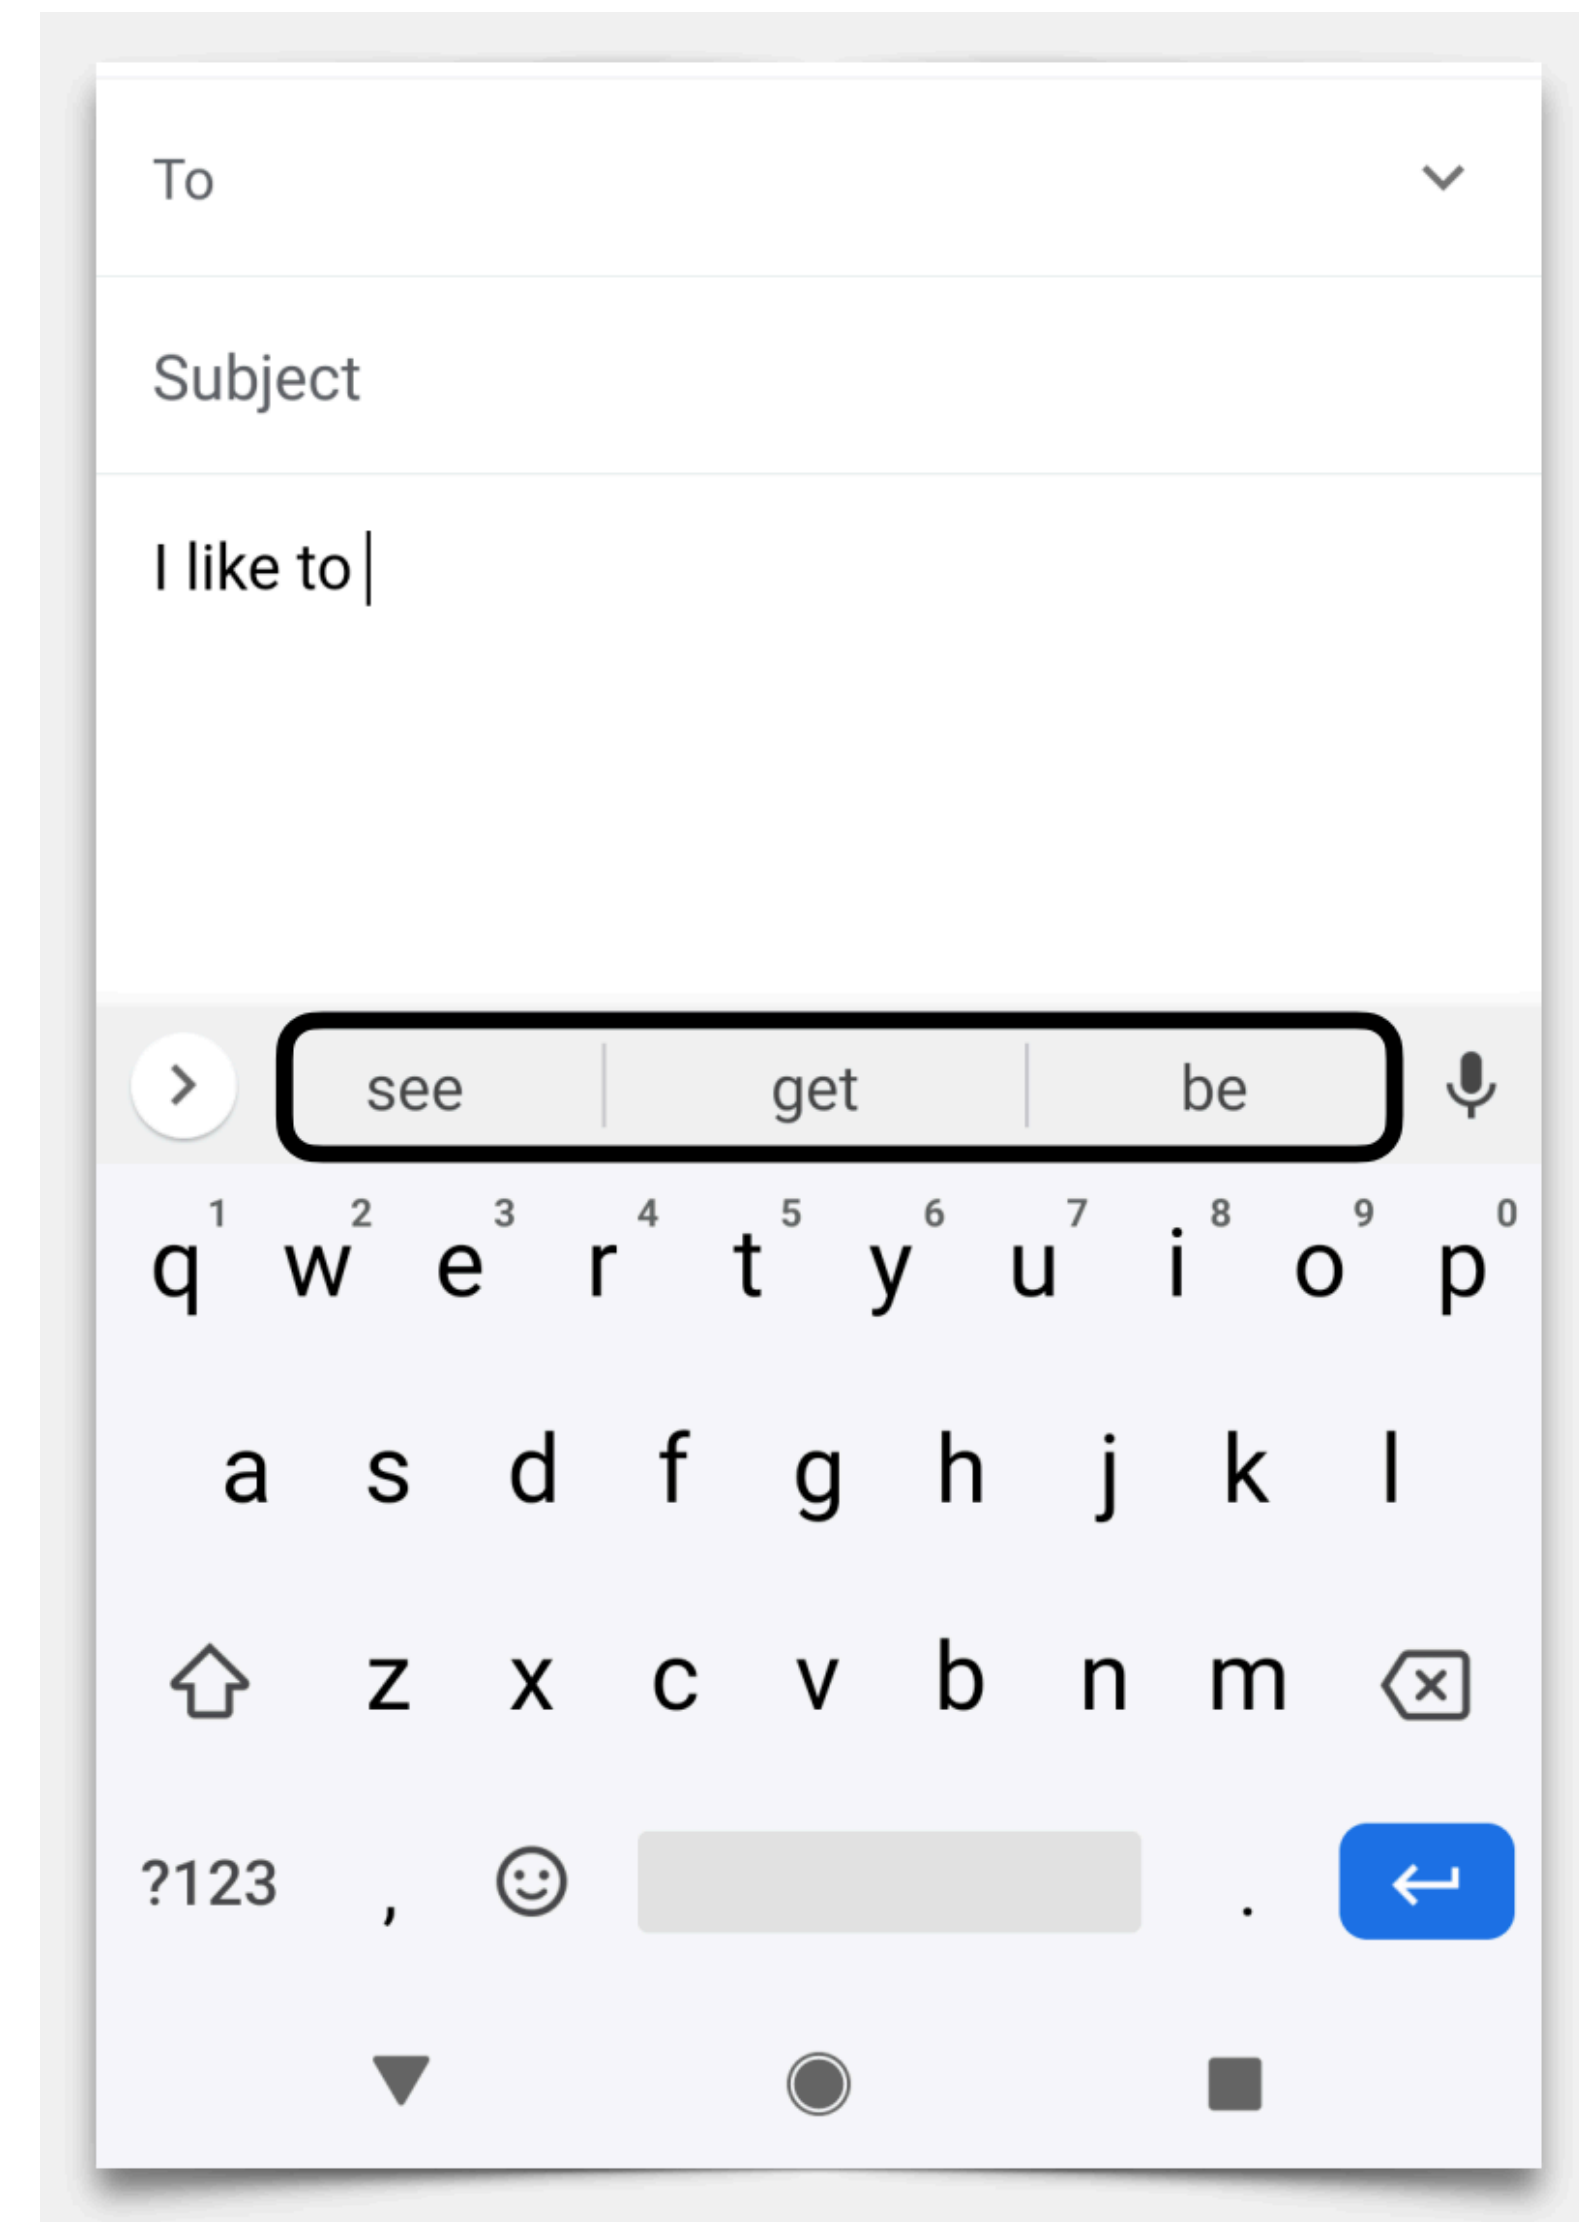 To
Subject
I like to
see get be
1 2 3 4 5 6 7 8 9 0
q w e r t y u i o p
a s d f g h j k l
z x c v b n m
?123 , .